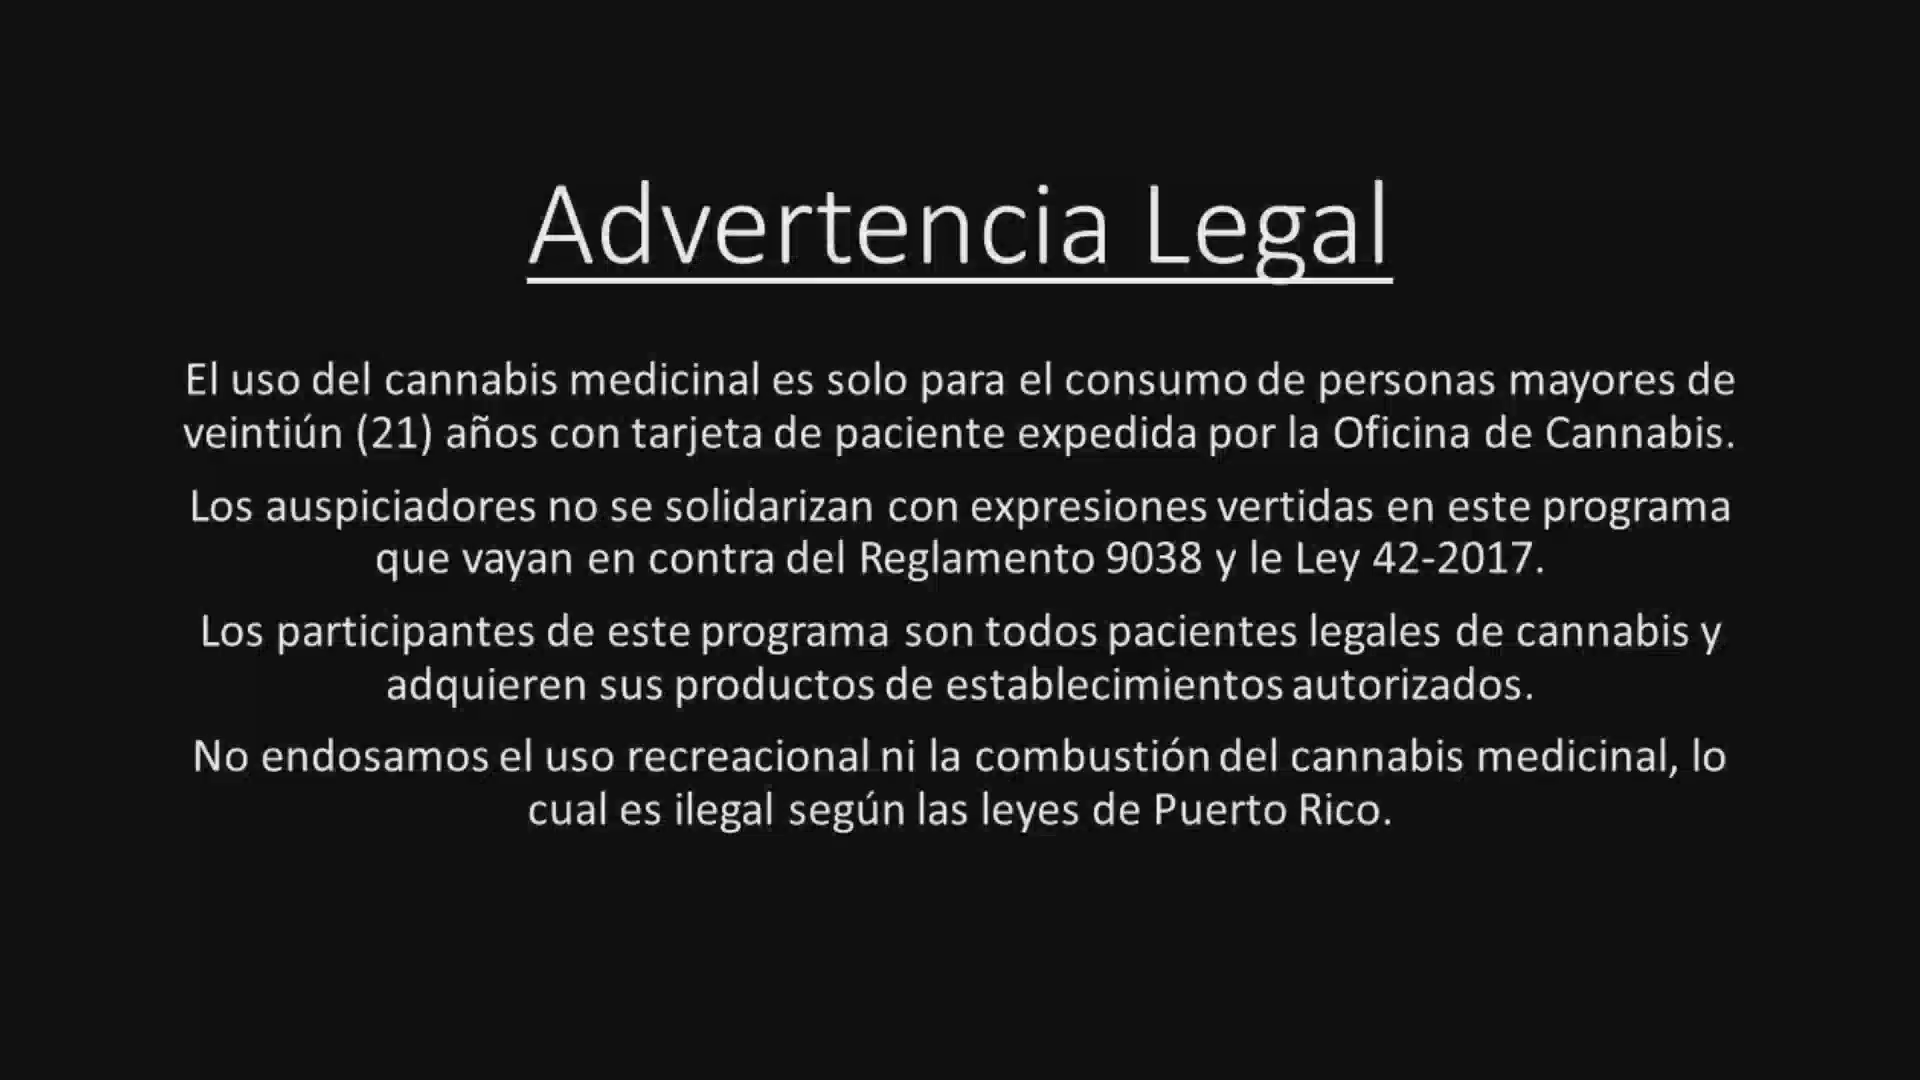 Advertencia Legal
El uso del cannabis medicinal es solo para el consumo de personas mayores de
veintiún (21) años con tarjeta de paciente expedida por la Oficina de Cannabis.
Los auspiciadores no se solidarizan con expresiones vertidas en este programa
que vayan en contra del Reglamento 9038 y le Ley 42-2017.
Los participantes de este programa son todos pacientes legales de cannabis y
adquieren sus productos de establecimientos autorizados.
No endosamos el uso recreacional ni la combustión del cannabis medicinal, lo
cual es ilegal según las leyes de Puerto Rico.